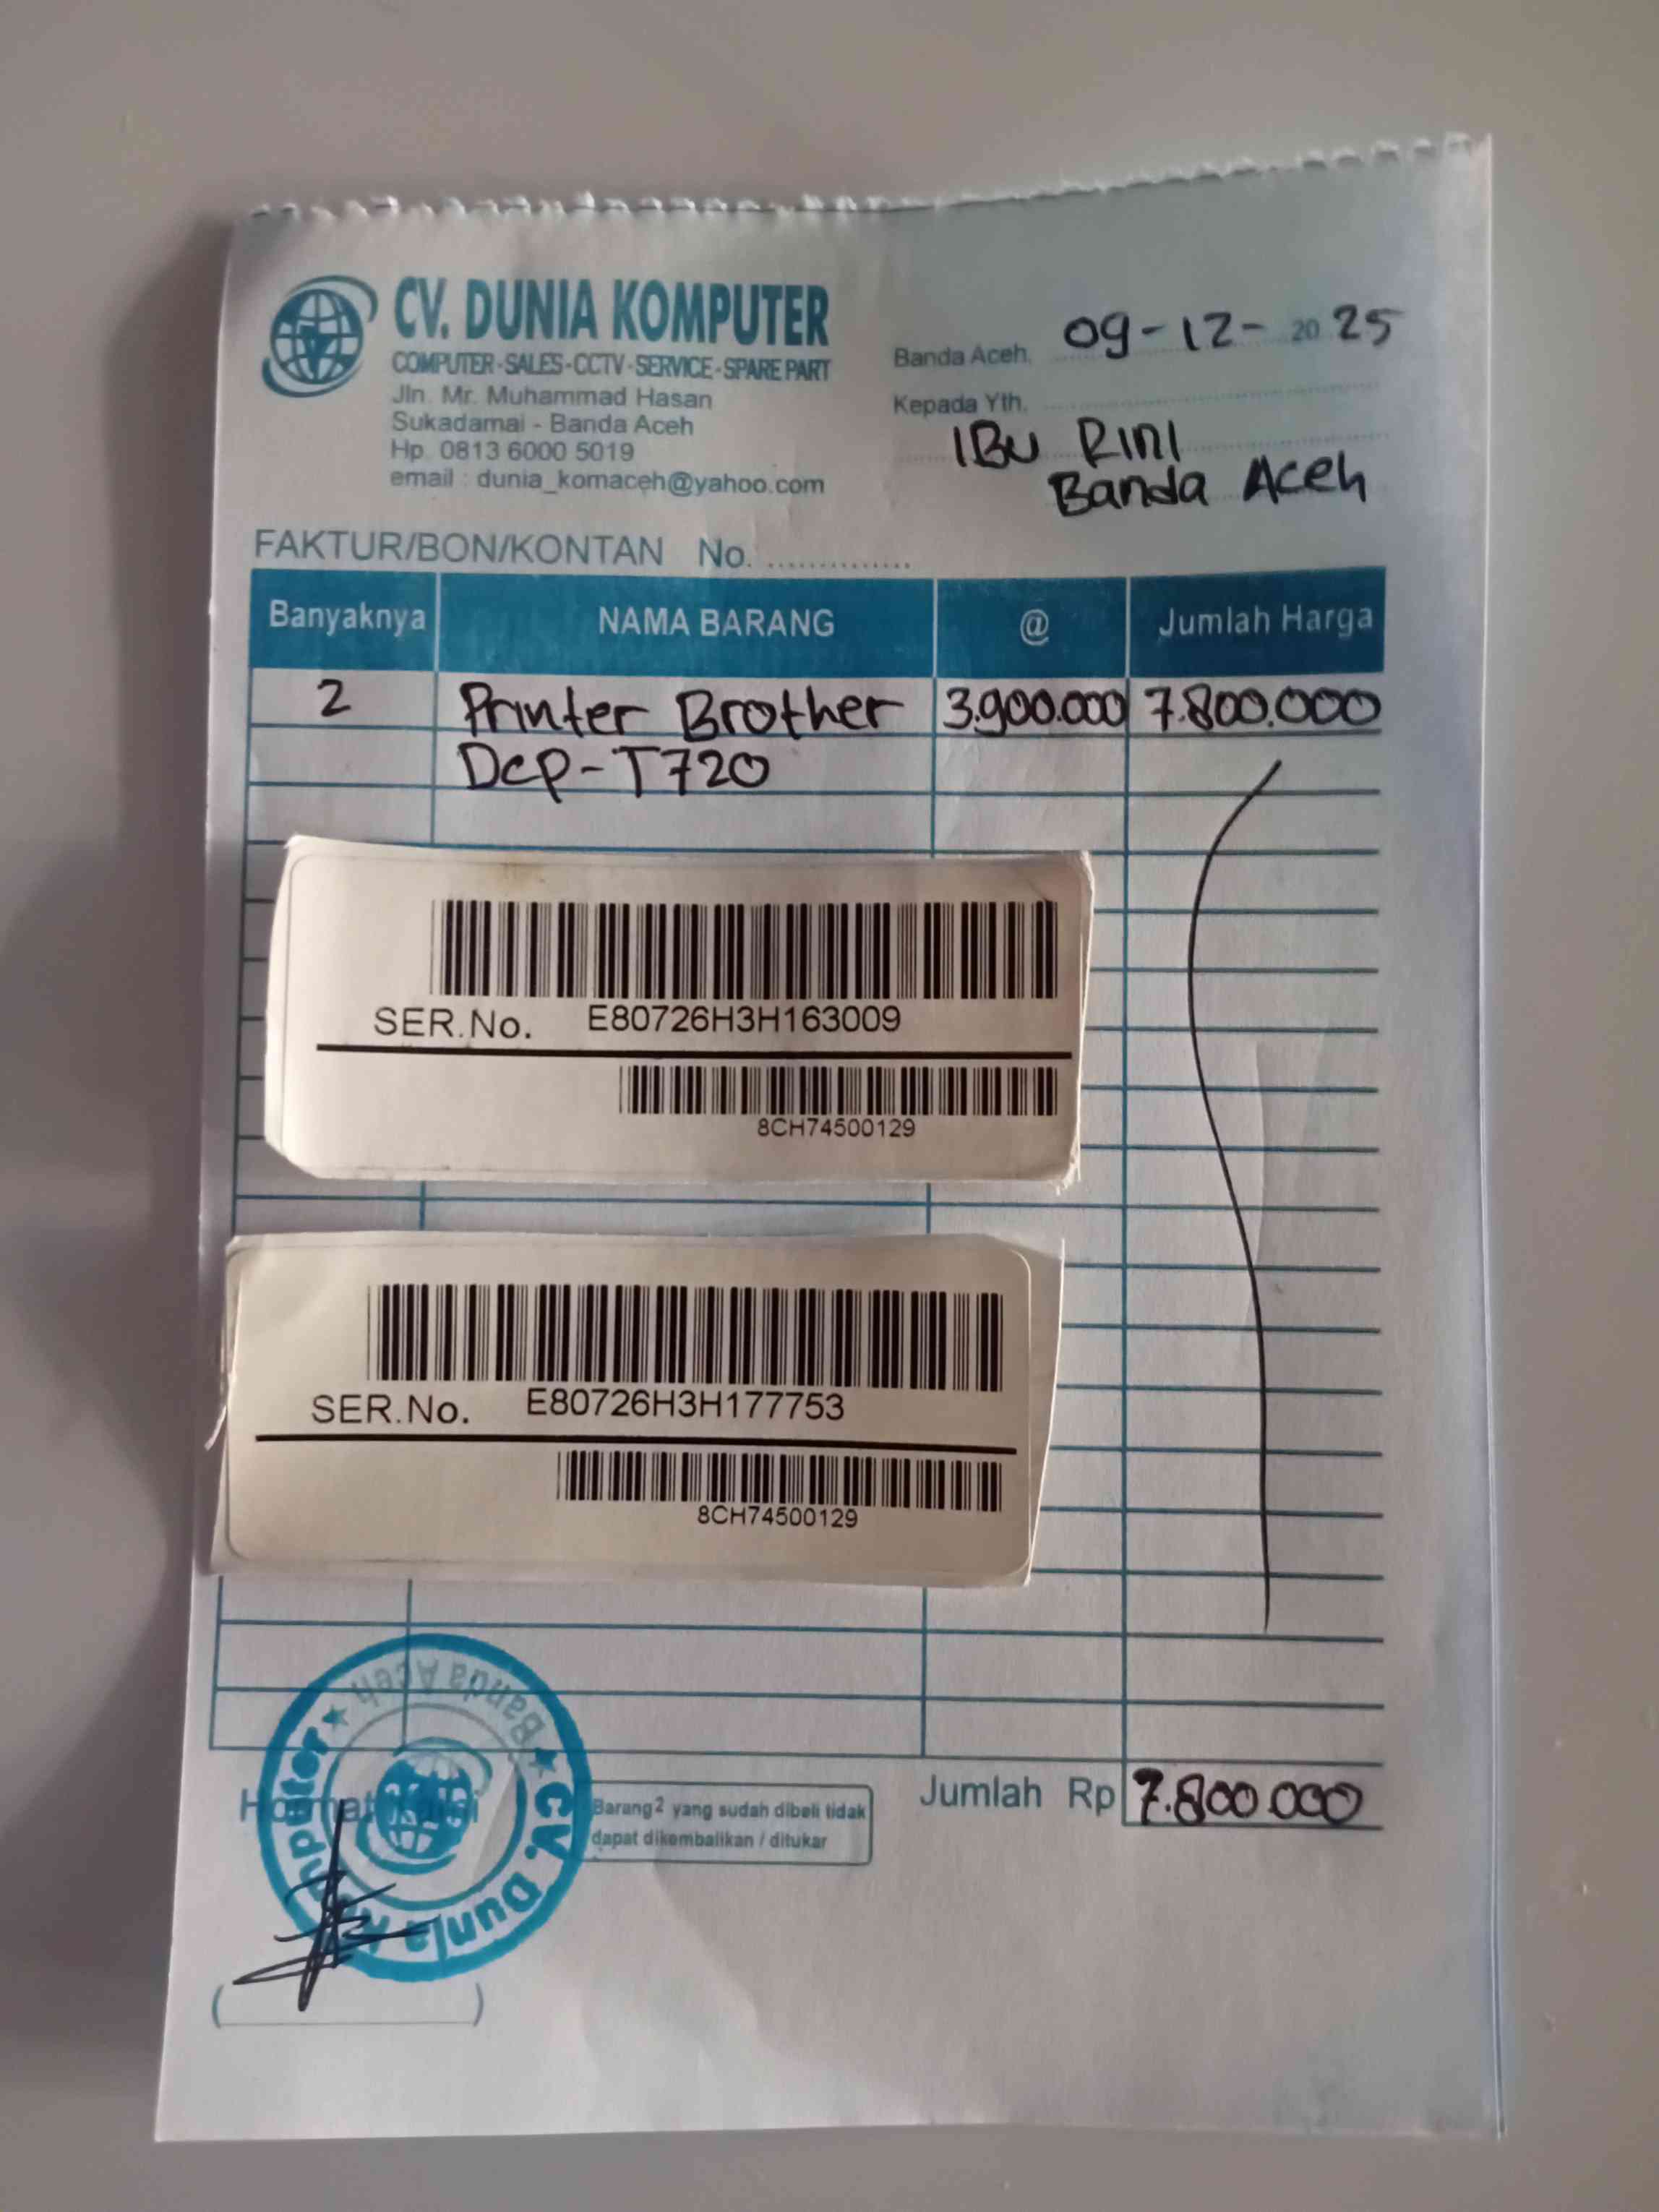 CV. DUNIA KOMPUTER
COMPUTER - SALES - CCTV - SERVICE - SPARE PART
Jln. Mr. Muhammad Hasan
Sukadamai - Banda Aceh
Hp. 0813 6000 5019
email : dunia_komaceh@yahoo.com
Banda Aceh, 09-12- 2025
Kepada Yth,
IBU RINI
Banda Aceh
FAKTUR/BON/KONTAN No. ..............
Banyaknya NAMA BARANG @ Jumlah Harga
2 Printer Brother 3.900.000 7.800.000
Dcp-T720
SER.No. E80726H3H163009
8CH74500129
SER.No. E80726H3H177753
8CH74500129
Jumlah Rp 7.800.000
Hormat Kami
Barang2 yang sudah dibeli tidak
dapat dikembalikan / ditukar
CV. Dunia Komputer
Banda Aceh